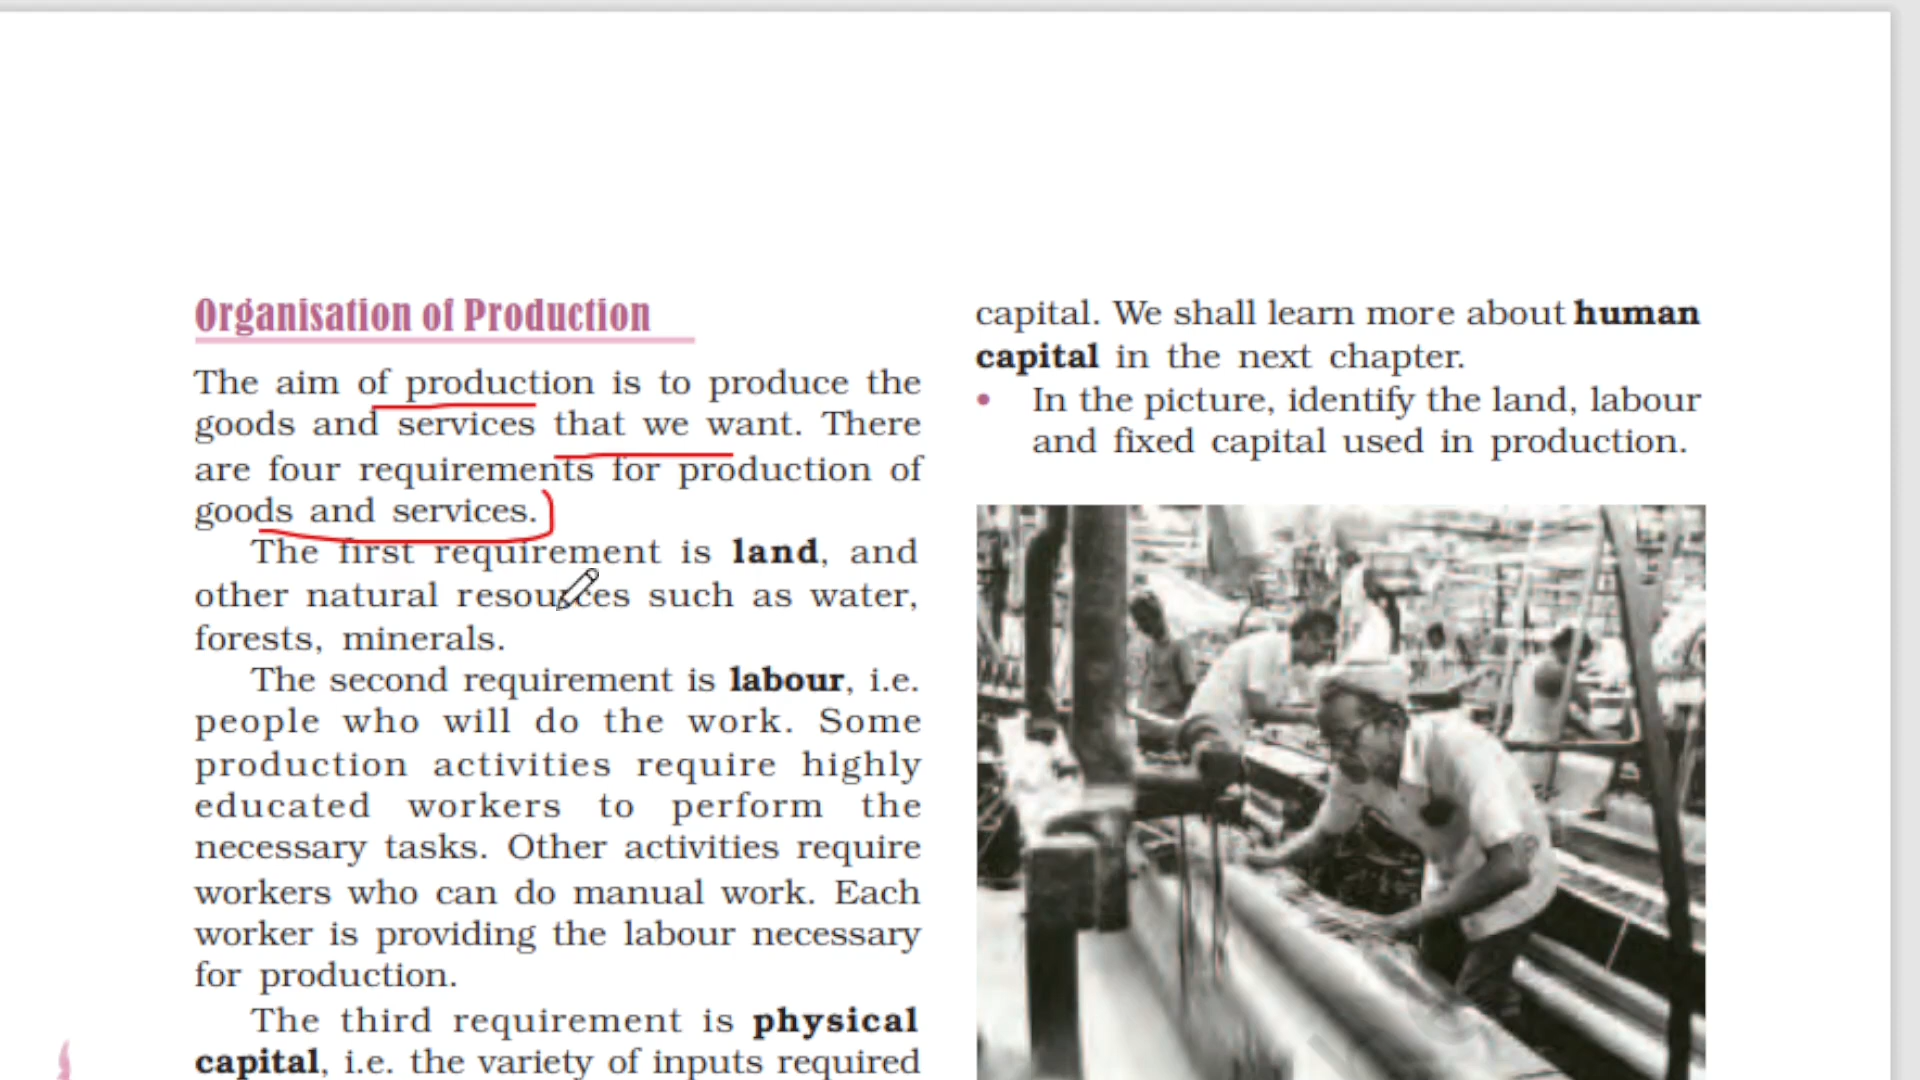 Organisation of Production
The aim of production is to produce the
goods and services that we want. There
are four requirements for production of
goods and services.
The first requirement is land, and
other natural resources such as water,
forests, minerals.
The second requirement is labour, i.e.
people who will do the work. Some
production activities require highly
educated workers to perform the
necessary tasks. Other activities require
workers who can do manual work. Each
worker is providing the labour necessary
for production.
The third requirement is physical
capital, i.e. the variety of inputs required
capital. We shall learn more about human
capital in the next chapter.
• In the picture, identify the land, labour
and fixed capital used in production.